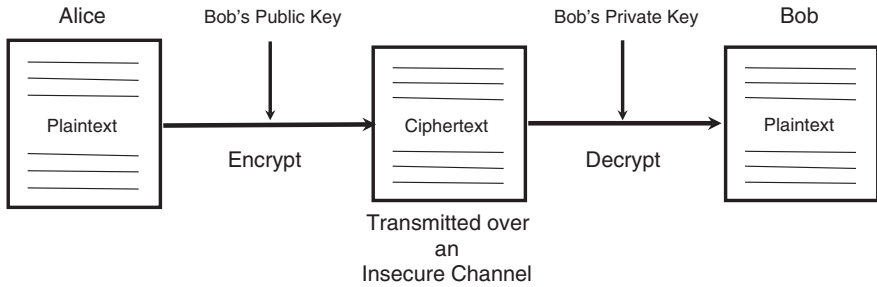 Alice
Bob's Public Key
Bob's Private Key
Bob
Plaintext
Ciphertext
Plaintext
Encrypt
Decrypt
Transmitted over
an
Insecure Channel